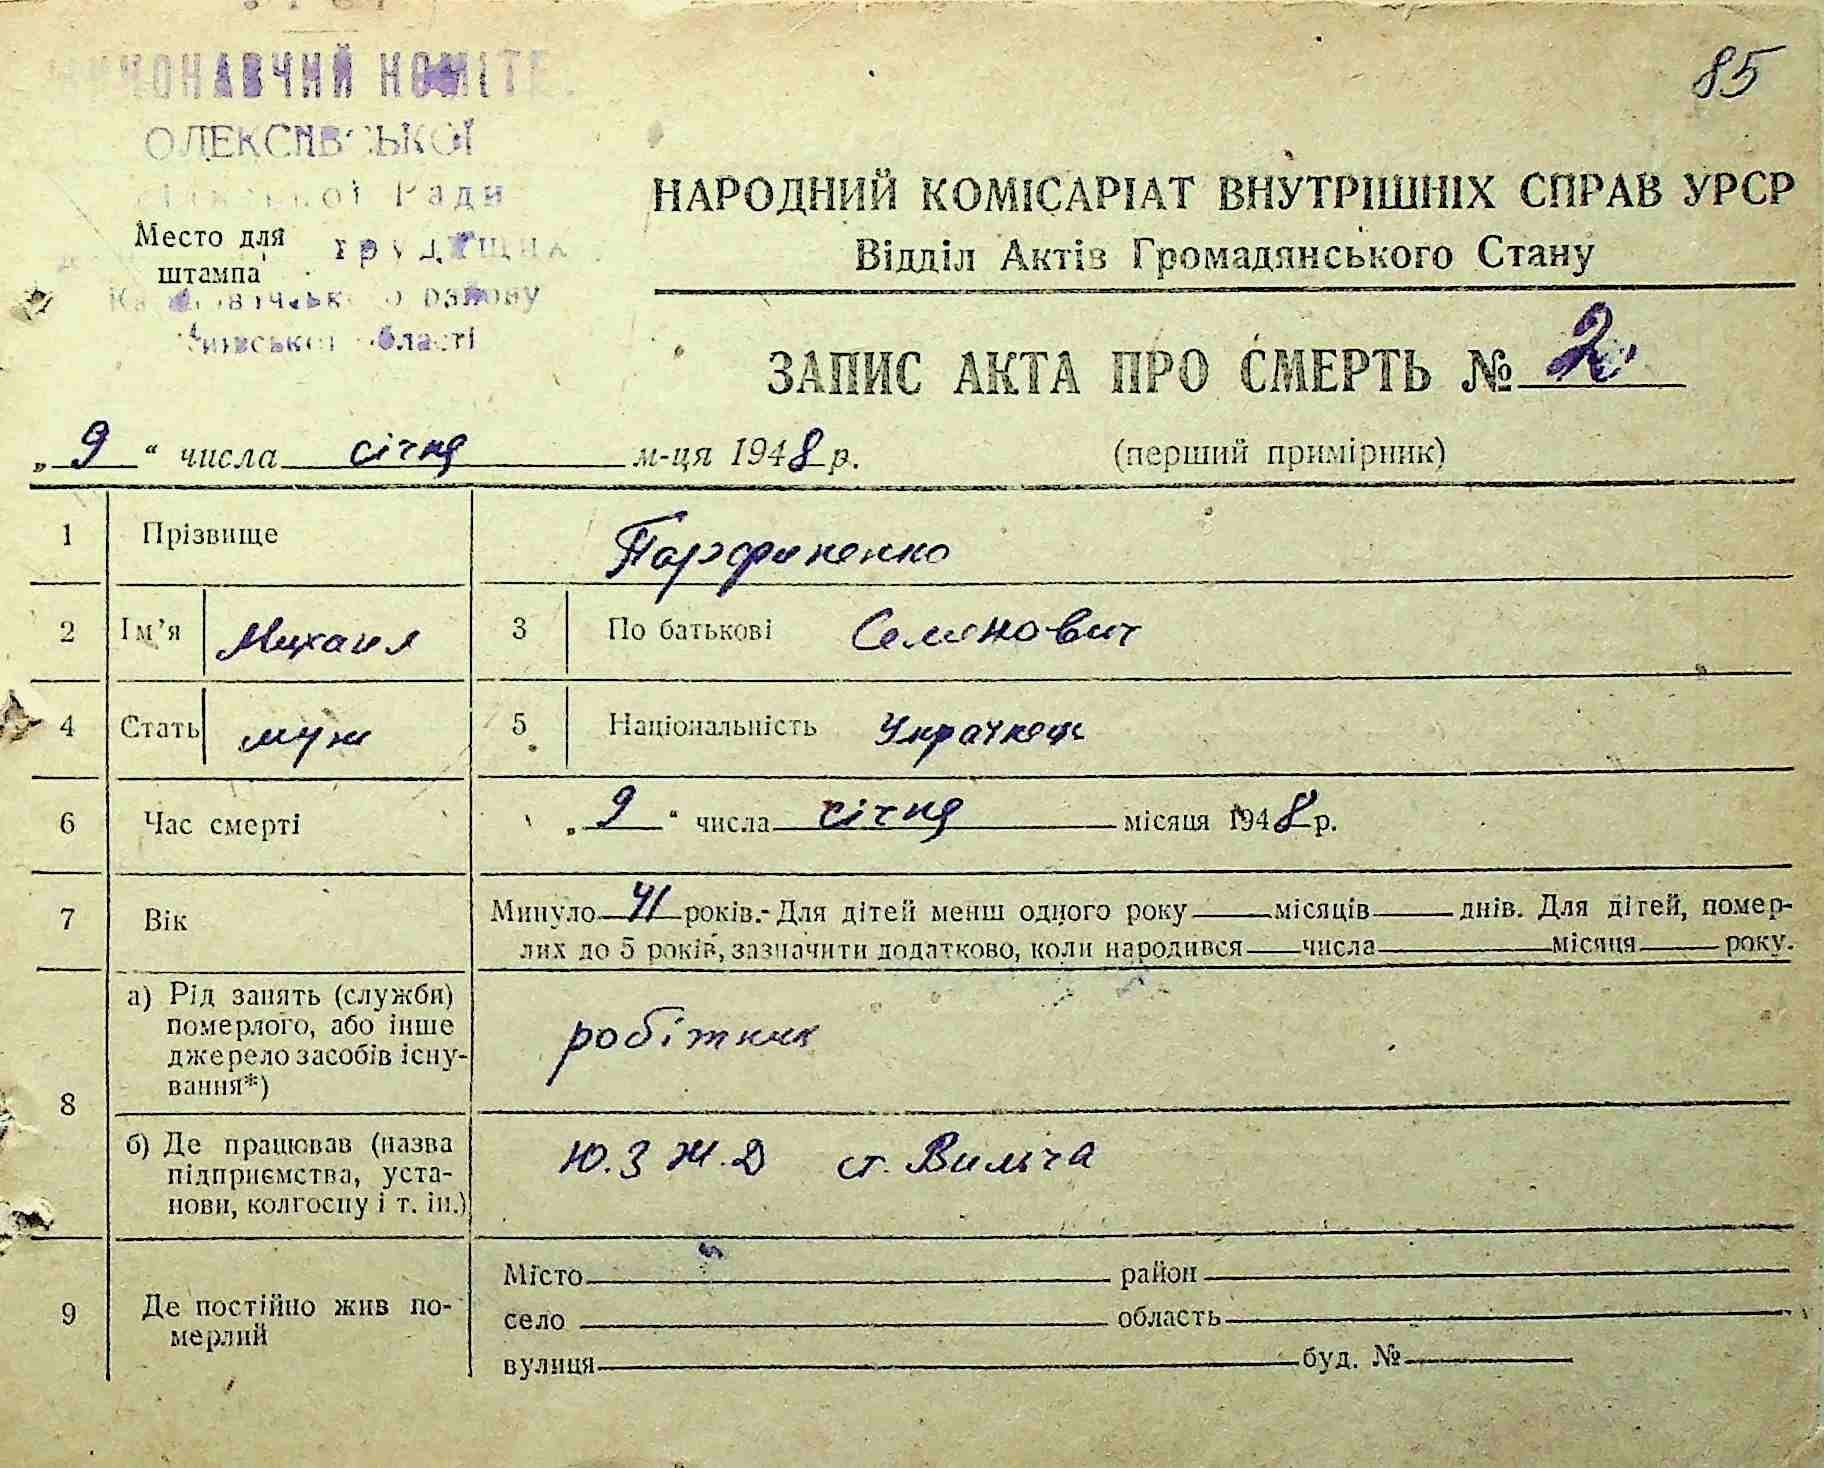 85
ОЛЕКСІЇВСЬКОЇ
Ради
Место для
штампа
району
області
НАРОДНИЙ КОМІСАРІАТ ВНУТРІШНІХ СПРАВ УРСР
Відділ Актів Громадянського Стану
ЗАПИС АКТА ПРО СМЕРТЬ № 2
„ 9 “ числа січня м-ця 1948 р. (перший примірник)
1 Прізвище Парфиненко
2 Ім’я Михаил 3 По батькові Семенович
4 Стать муж 5 Національність Украінець
6 Час смерті „ 9 “ числа січня місяця 1948 р.
7 Вік Минуло 41 років.- Для дітей менш одного року місяців днів. Для дітей, помер-
лих до 5 років, зазначити додатково, коли народився числа місяця року.
8 а) Рід занять (служби)
померлого, або інше
джерело засобів існу-
вання*) робітник
б) Де працював (назва
підприємства, уста-
нови, колгоспу і т. ін.) Ю.З Ж.Д ст. Вильча
9 Де постійно жив по-
мерлий
Місто район
село область
вулиця буд. №